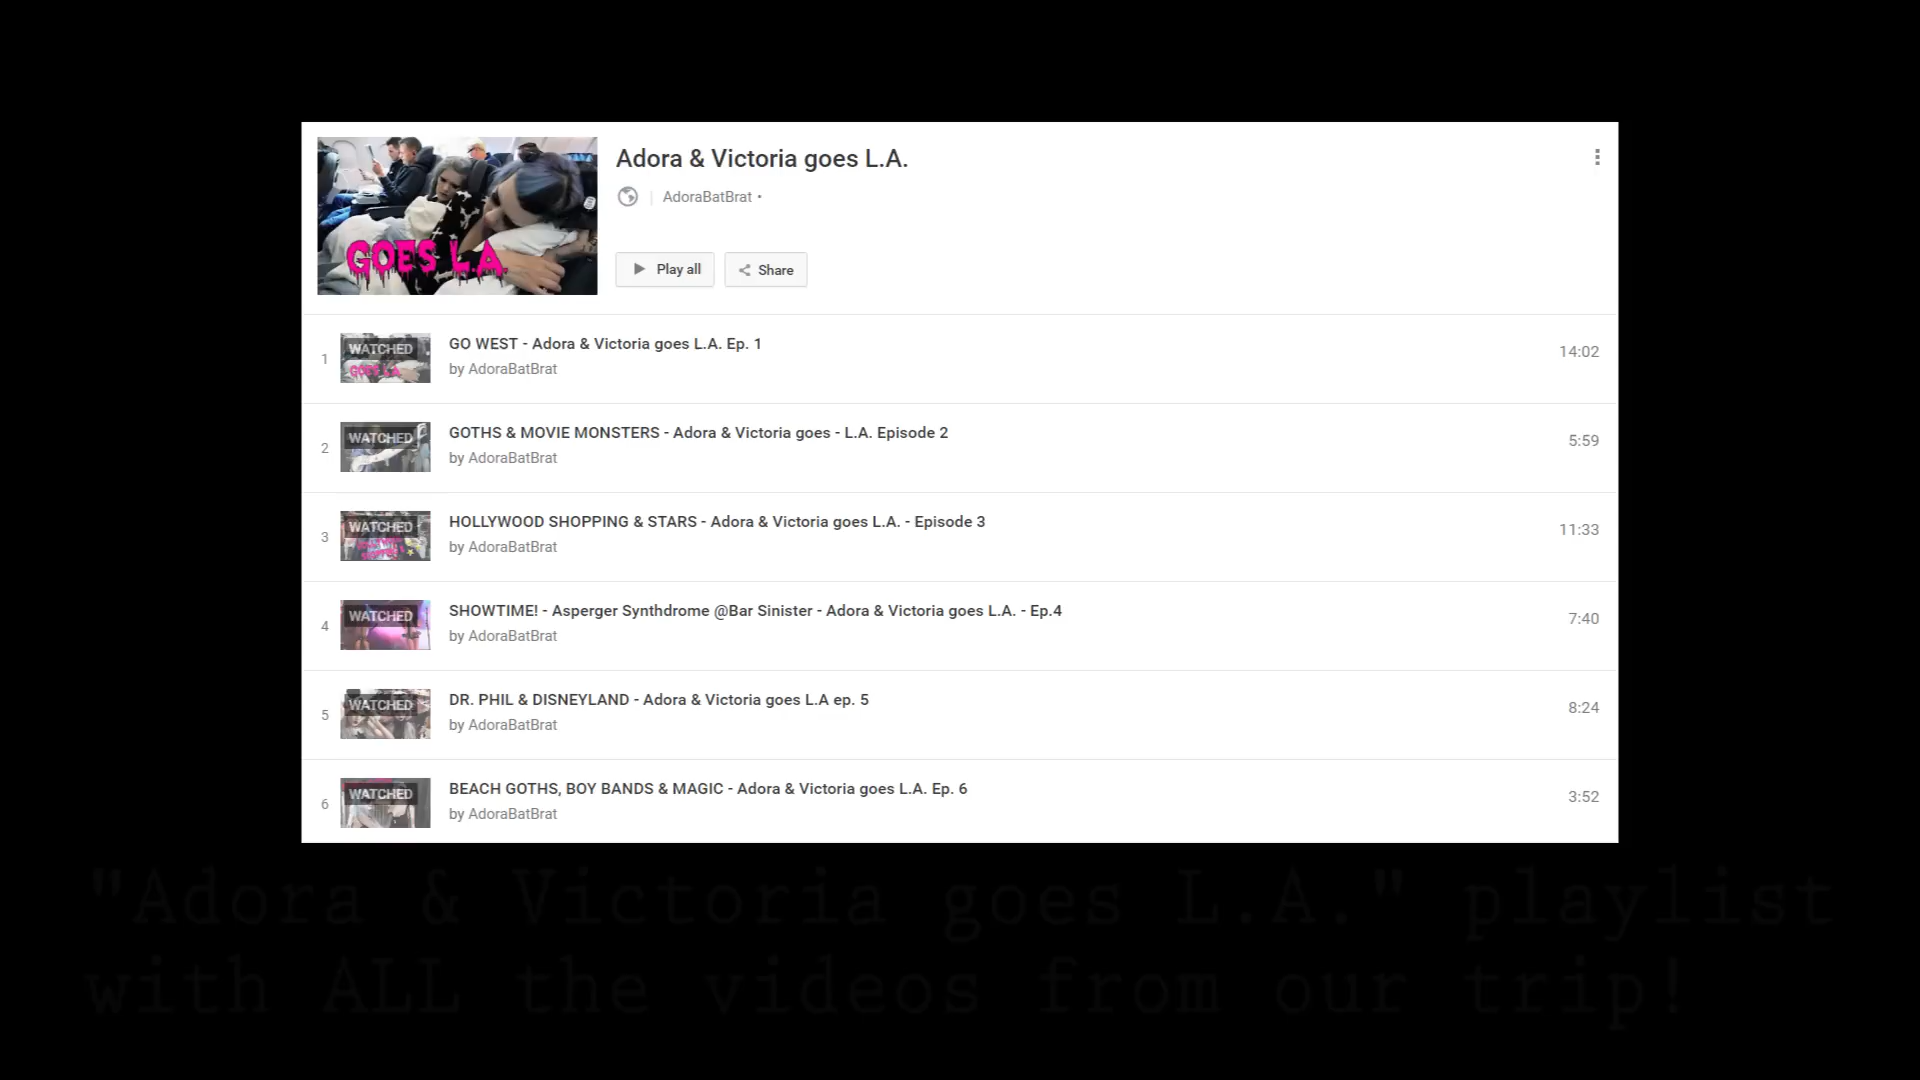 GOES L.A.
Adora & Victoria goes L.A.
AdoraBatBrat •
Play all
Share
1
WATCHED
GOES L.A.
GO WEST - Adora & Victoria goes L.A. Ep. 1
by AdoraBatBrat
14:02
2
WATCHED
GOTHS & MOVIE MONSTERS - Adora & Victoria goes - L.A. Episode 2
by AdoraBatBrat
5:59
3
WATCHED
HOLLYWOOD SHOPPING & STARS - Adora & Victoria goes L.A. - Episode 3
by AdoraBatBrat
11:33
4
WATCHED
SHOWTIME! - Asperger Synthdrome @Bar Sinister - Adora & Victoria goes L.A. - Ep.4
by AdoraBatBrat
7:40
5
WATCHED
DR. PHIL & DISNEYLAND - Adora & Victoria goes L.A ep. 5
by AdoraBatBrat
8:24
6
WATCHED
BEACH GOTHS, BOY BANDS & MAGIC - Adora & Victoria goes L.A. Ep. 6
by AdoraBatBrat
3:52
"Adora & Victoria goes L.A." playlist
with ALL the videos from our trip!